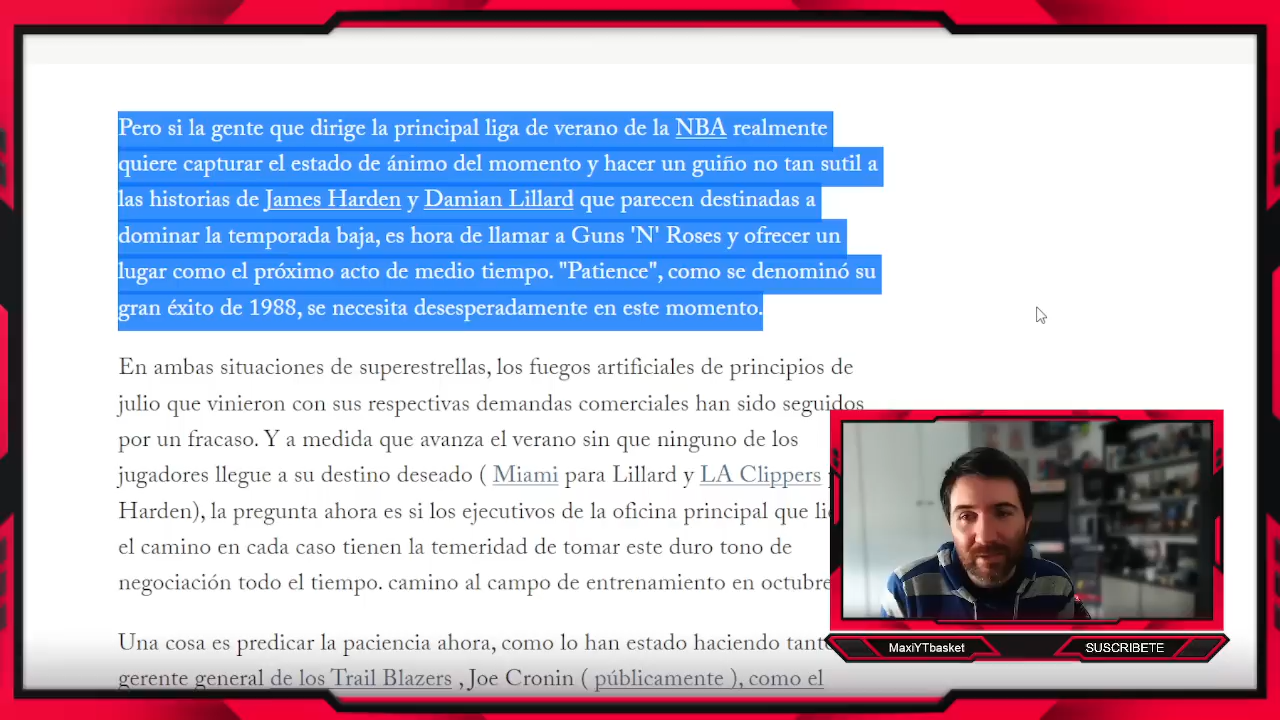 Pero si la gente que dirige la principal liga de verano de la NBA realmente
quiere capturar el estado de ánimo del momento y hacer un guiño no tan sutil a
las historias de James Harden y Damian Lillard que parecen destinadas a
dominar la temporada baja, es hora de llamar a Guns 'N' Roses y ofrecer un
lugar como el próximo acto de medio tiempo. "Patience", como se denominó su
gran éxito de 1988, se necesita desesperadamente en este momento.
En ambas situaciones de superestrellas, los fuegos artificiales de principios de
julio que vinieron con sus respectivas demandas comerciales han sido seguidos
por un fracaso. Y a medida que avanza el verano sin que ninguno de los
jugadores llegue a su destino deseado ( Miami para Lillard y LA Clippers
Harden), la pregunta ahora es si los ejecutivos de la oficina principal que
el camino en cada caso tienen la temeridad de tomar este duro tono de
negociación todo el tiempo. camino al campo de entrenamiento en octubre
Una cosa es predicar la paciencia ahora, como lo han estado haciendo
gerente general de los Trail Blazers , Joe Cronin ( públicamente ), como el
MaxiYTbasket
SUSCRIBETE